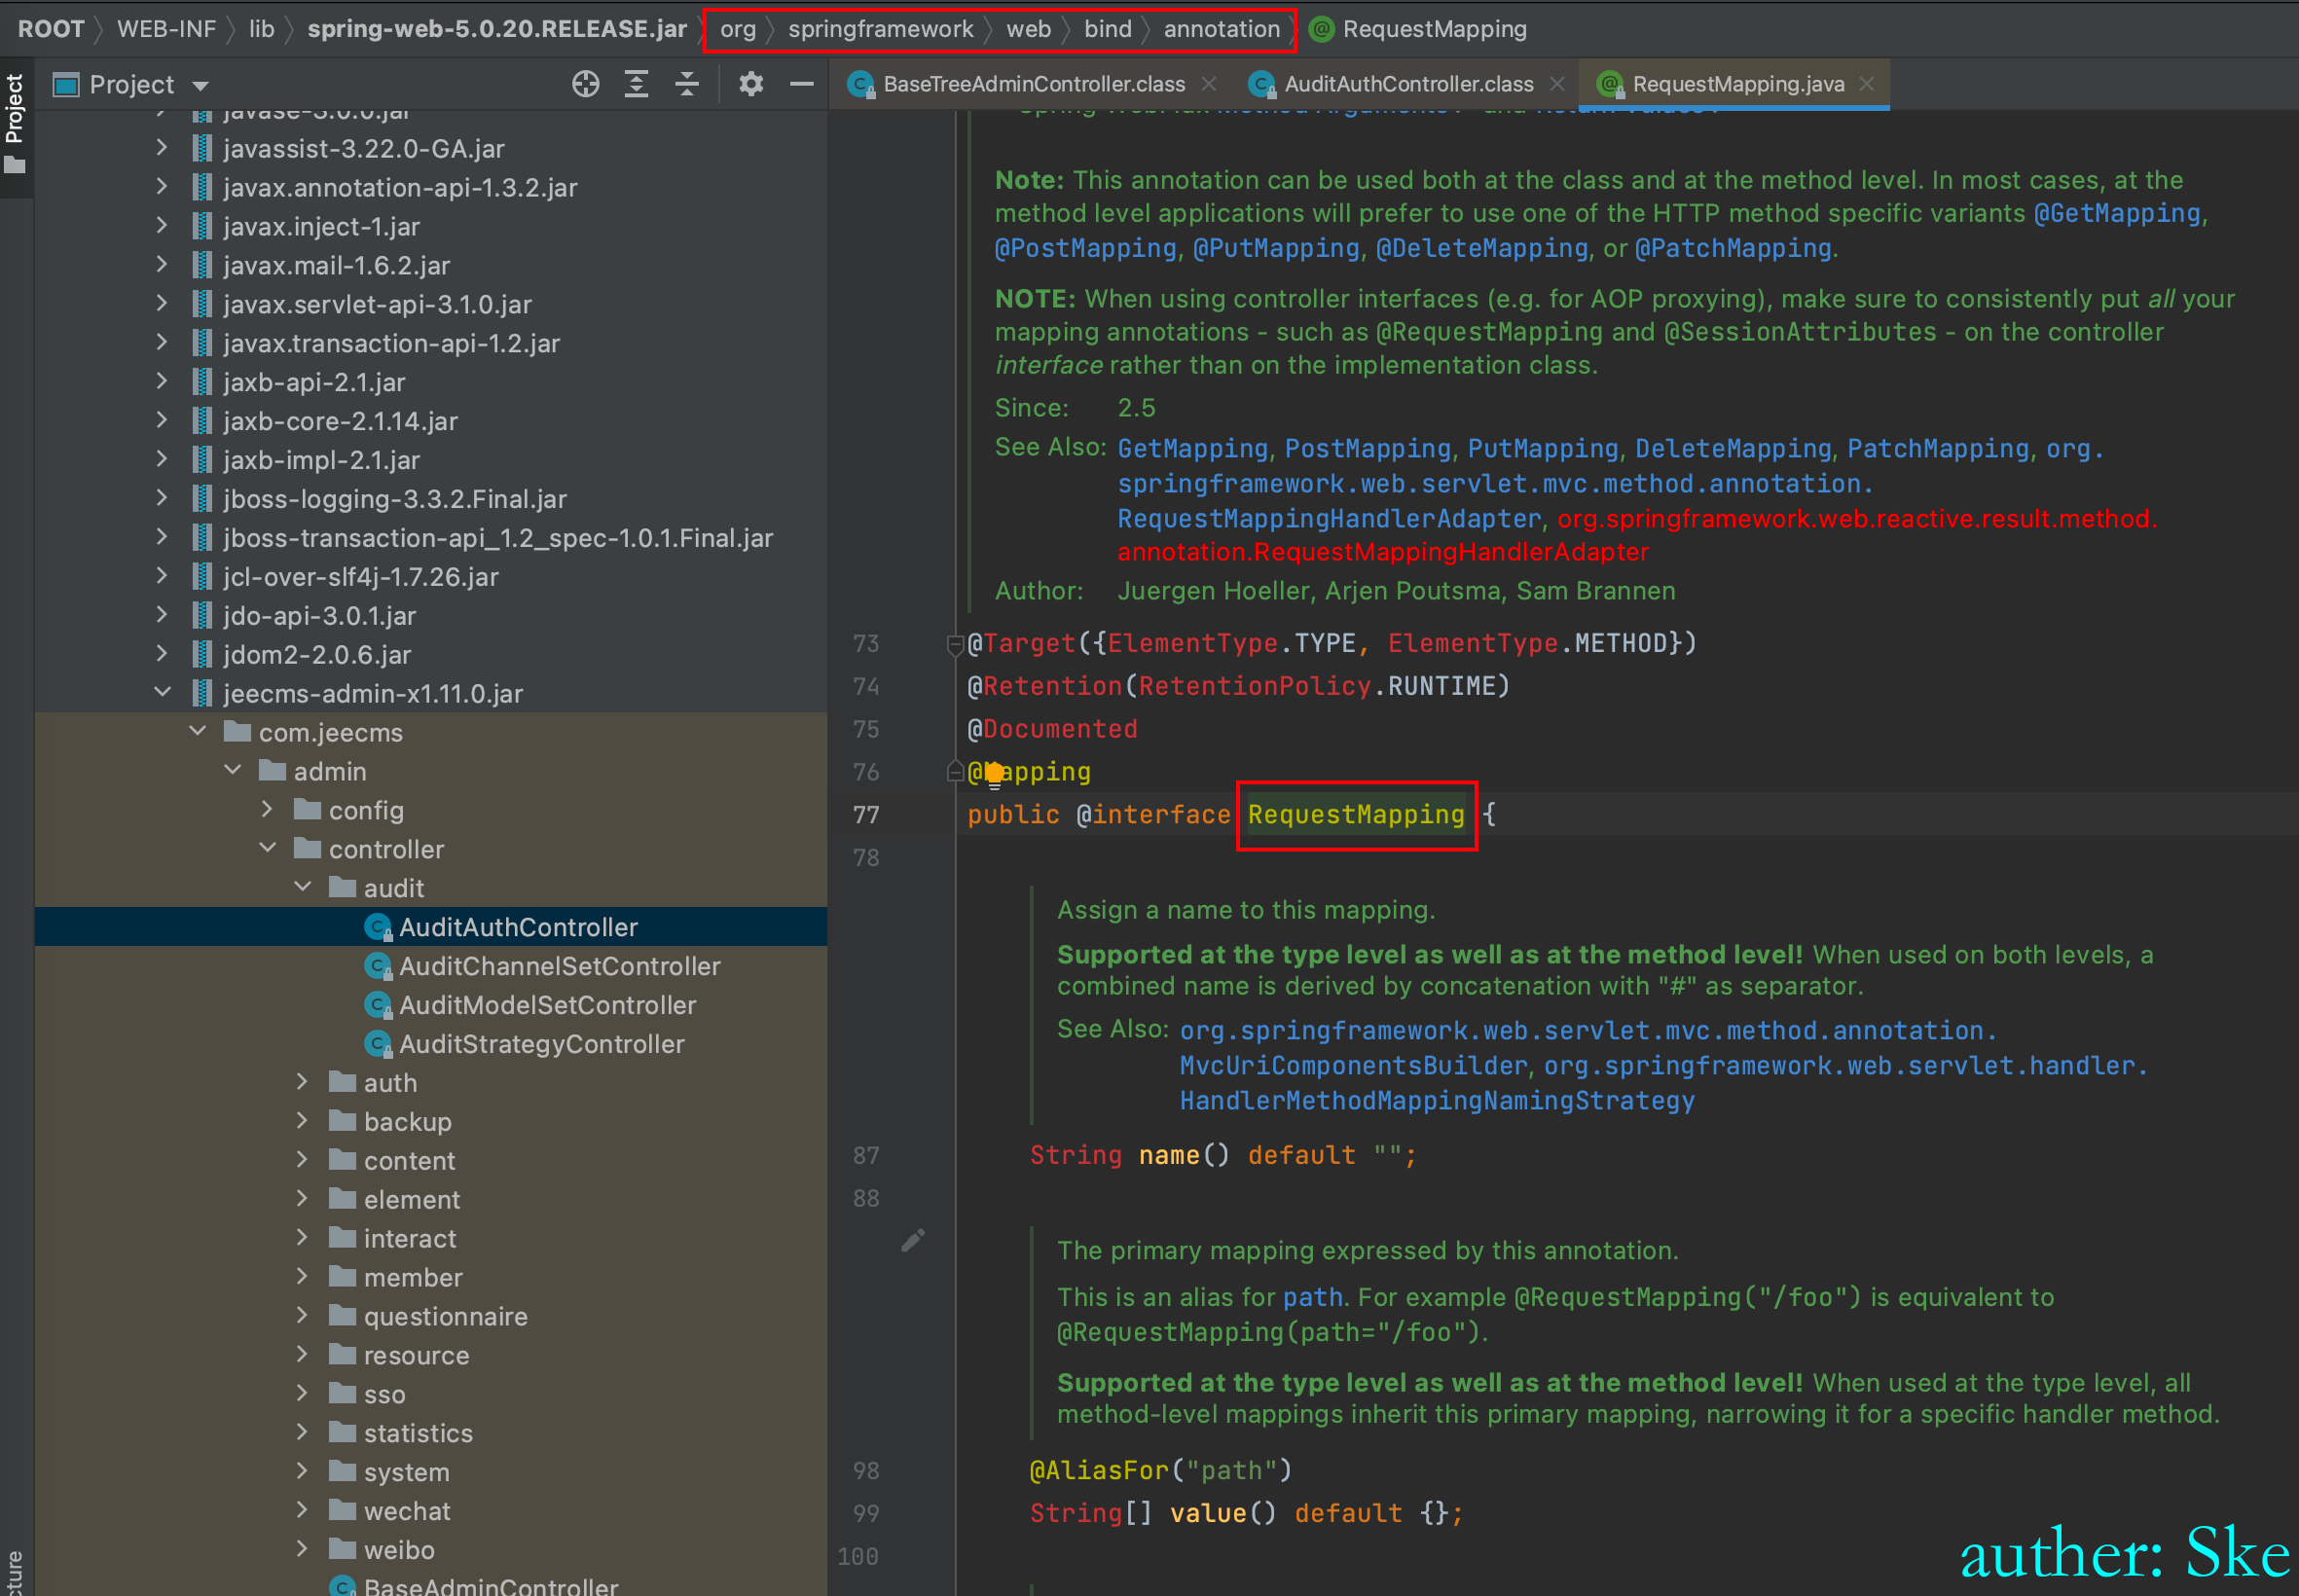 ROOT WEB-INF lib spring-web-5.0.20.RELEASE.jar org springframework web bind annotation RequestMapping
Project
Project
BaseTreeAdminController.class
AuditAuthController.class
RequestMapping.java
javase-3.0.0.jar
javassist-3.22.0-GA.jar
javax.annotation-api-1.3.2.jar
javax.inject-1.jar
javax.mail-1.6.2.jar
javax.servlet-api-3.1.0.jar
javax.transaction-api-1.2.jar
jaxb-api-2.1.jar
jaxb-core-2.1.14.jar
jaxb-impl-2.1.jar
jboss-logging-3.3.2.Final.jar
jboss-transaction-api_1.2_spec-1.0.1.Final.jar
jcl-over-slf4j-1.7.26.jar
jdo-api-3.0.1.jar
jdom2-2.0.6.jar
jeecms-admin-x1.11.0.jar
com.jeecms
admin
config
controller
audit
AuditAuthController
AuditChannelSetController
AuditModelSetController
AuditStrategyController
auth
backup
content
element
interact
member
questionnaire
resource
sso
statistics
system
wechat
weibo
BaseAdminController
Spring WebFlux Method Arguments and Return Values
Note: This annotation can be used both at the class and at the method level. In most cases, at the
method level applications will prefer to use one of the HTTP method specific variants @GetMapping,
@PostMapping, @PutMapping, @DeleteMapping, or @PatchMapping.
NOTE: When using controller interfaces (e.g. for AOP proxying), make sure to consistently put all your
mapping annotations - such as @RequestMapping and @SessionAttributes - on the controller
interface rather than on the implementation class.
Since: 2.5
See Also: GetMapping, PostMapping, PutMapping, DeleteMapping, PatchMapping, org.
springframework.web.servlet.mvc.method.annotation.
RequestMappingHandlerAdapter, org.springframework.web.reactive.result.method.
annotation.RequestMappingHandlerAdapter
Author: Juergen Hoeller, Arjen Poutsma, Sam Brannen
73 @Target({ElementType.TYPE, ElementType.METHOD})
74 @Retention(RetentionPolicy.RUNTIME)
75 @Documented
76 @Mapping
77 public @interface RequestMapping {
78
Assign a name to this mapping.
Supported at the type level as well as at the method level! When used on both levels, a
combined name is derived by concatenation with "#" as separator.
See Also: org.springframework.web.servlet.mvc.method.annotation.
MvcUriComponentsBuilder, org.springframework.web.servlet.handler.
HandlerMethodMappingNamingStrategy
87 String name() default "";
88
The primary mapping expressed by this annotation.
This is an alias for path. For example @RequestMapping("/foo") is equivalent to
@RequestMapping(path="/foo").
Supported at the type level as well as at the method level! When used at the type level, all
method-level mappings inherit this primary mapping, narrowing it for a specific handler method.
98 @AliasFor("path")
99 String[] value() default {};
100
auther: Ske